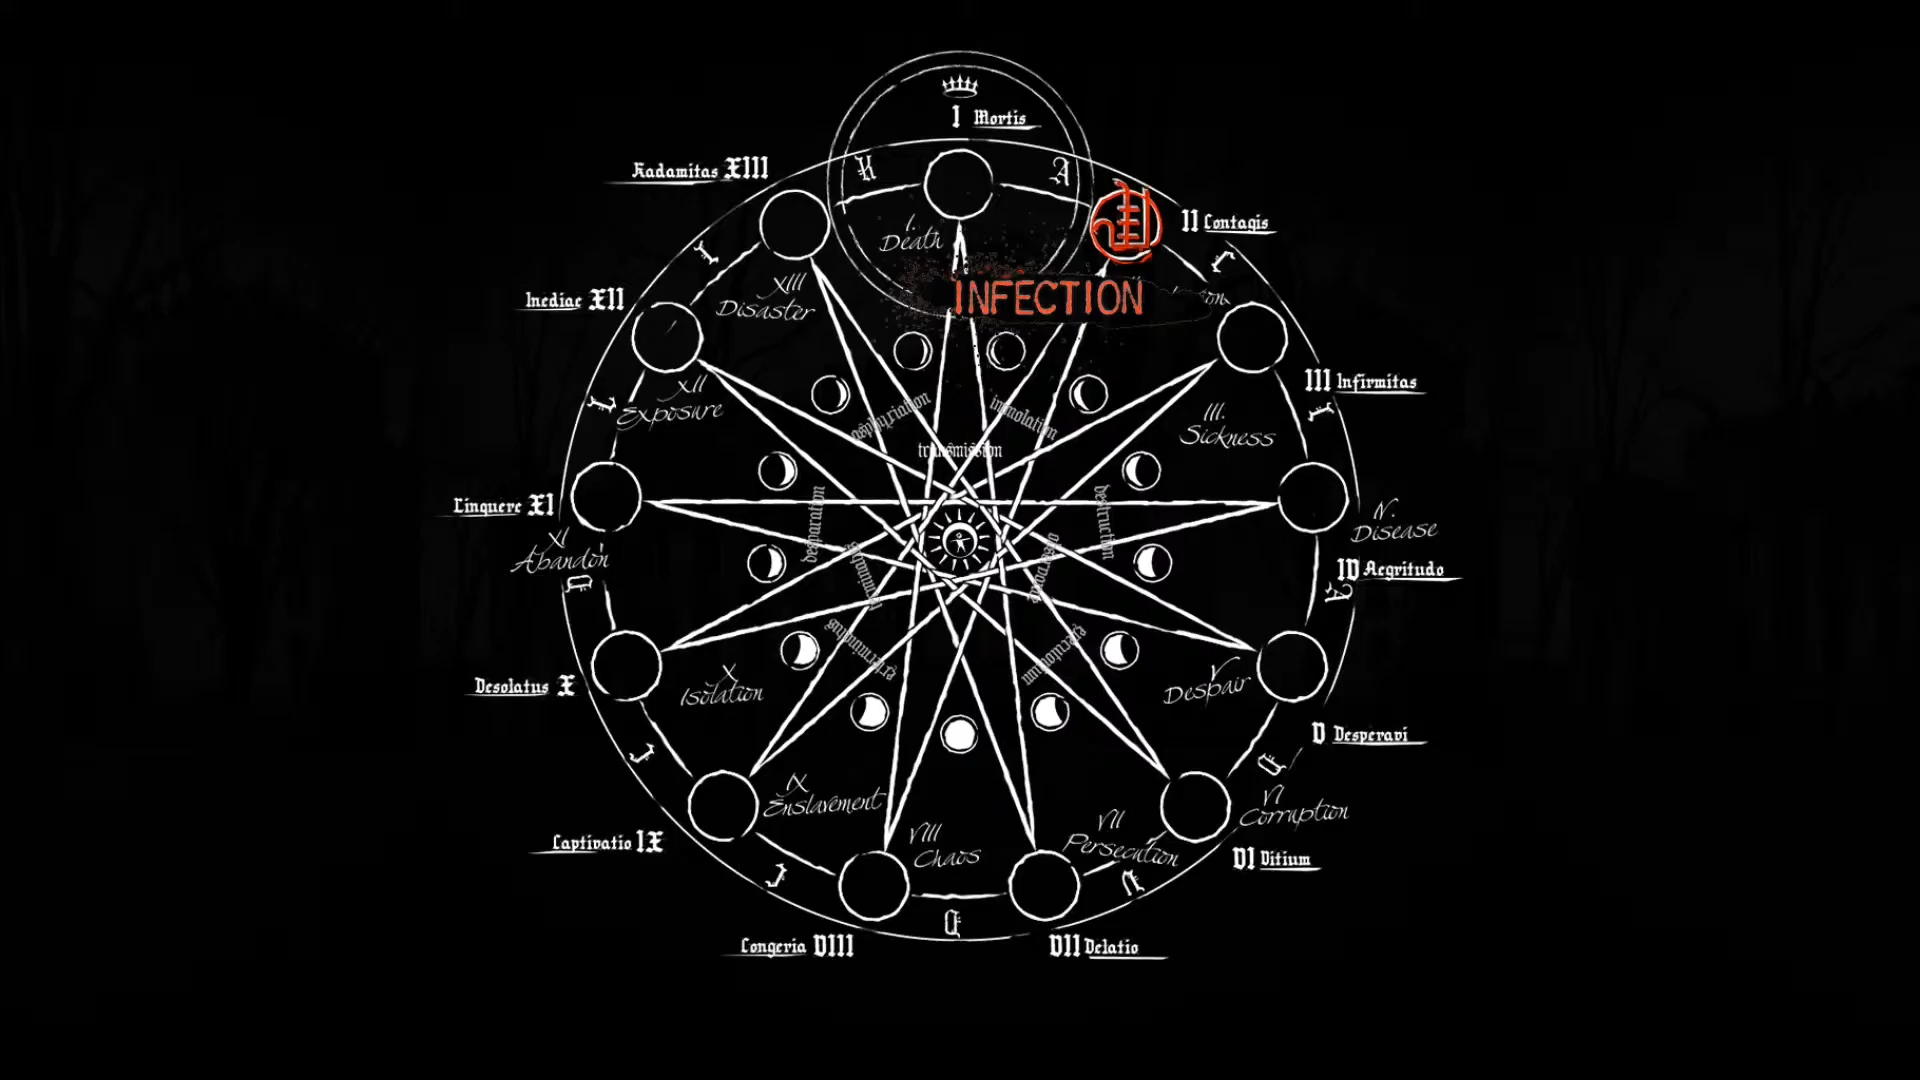 I Mortis
K
A
I.
Death
INFECTION
II Contagis
III Infirmitas
III.
Sickness
IV.
Disease
IV Aegritudo
V
Despair
V Desperavi
VI
Corruption
VI Vitium
VII
Persecution
VII Delatio
VIII
Chaos
Congeria VIII
IX
Enslavement
Captivatio IX
X
Isolation
Desolatus X
Linquere XI
XI
Abandon
Inediae XII
XII
Exposure
Kadamitas XIII
XIII
Disaster
asphyxiation
immolation
transmission
desparation
destruction